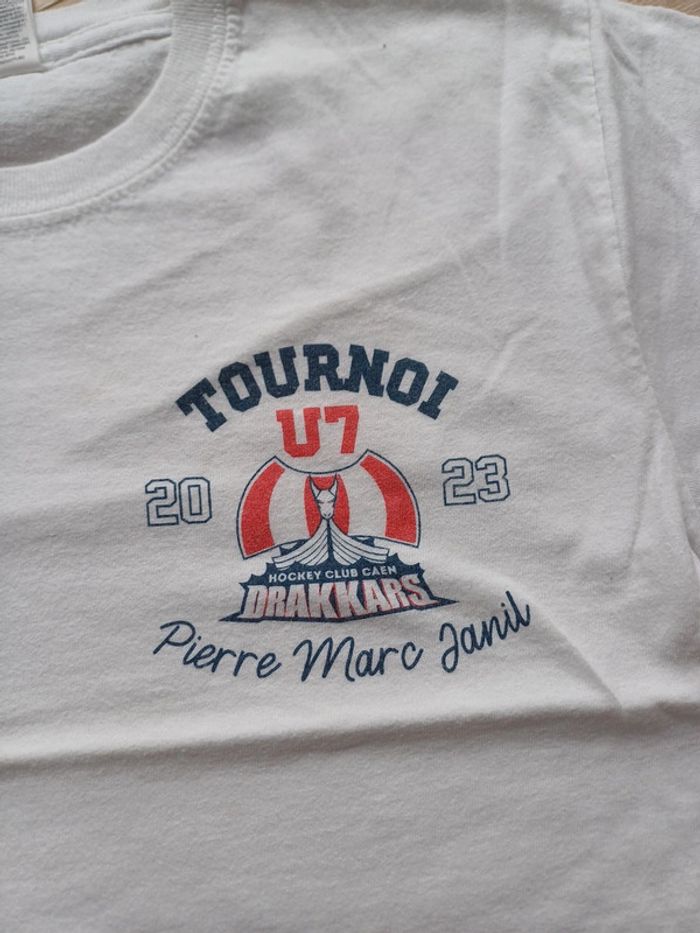 TOURNOI
U7
20 23
HOCKEY CLUB CAEN
DRAKKARS
Pierre Marc Janil